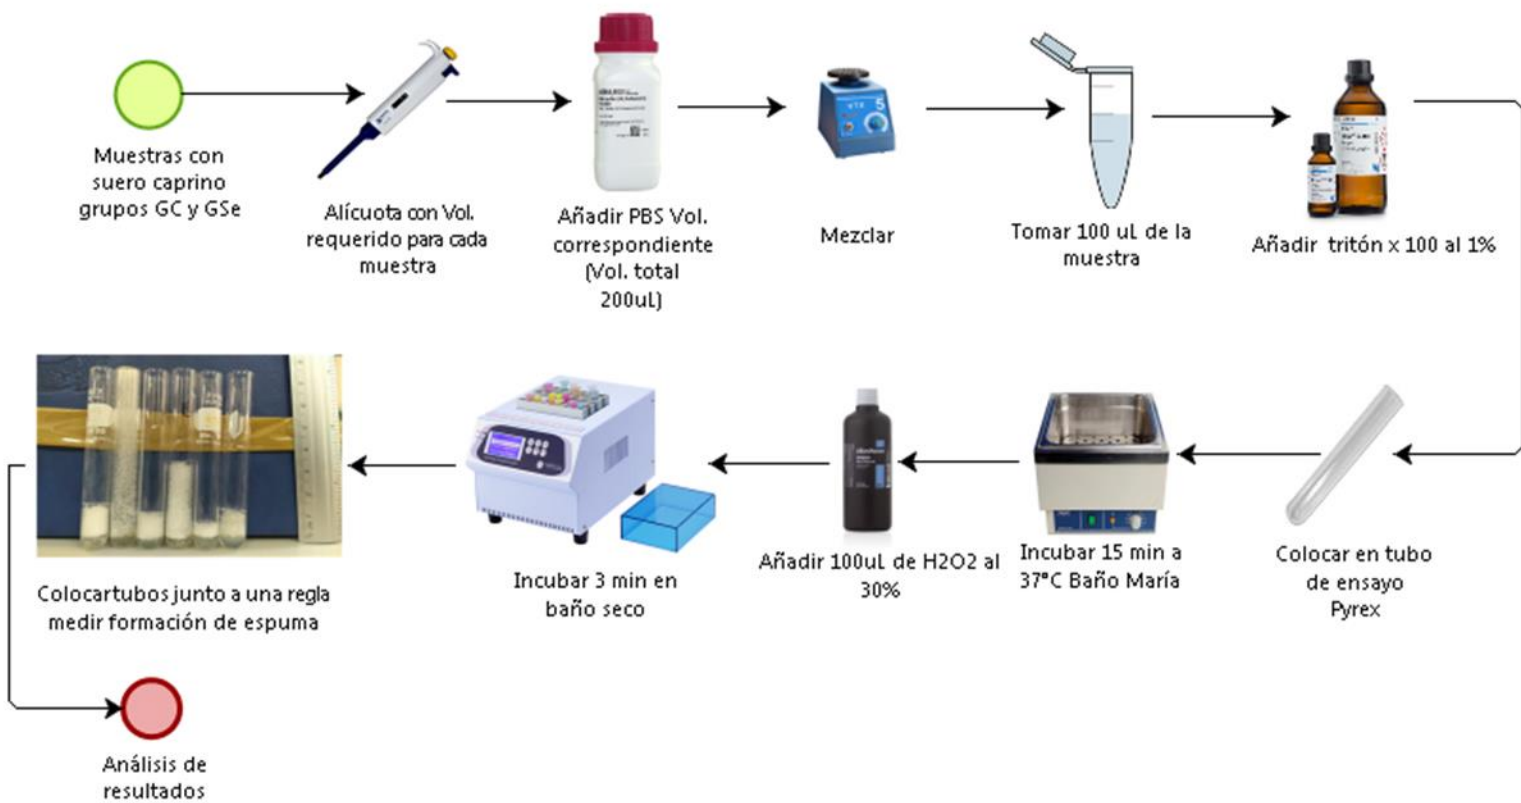 Muestras con
suero caprino
grupos GC y GSe
Alícuota con Vol.
requerido para cada
muestra
Añadir PBS Vol.
correspondiente
(Vol. total
200uL)
Mezclar
Tomar 100 uL de la
muestra
Añadir tritón x 100 al 1%
Colocar en tubo
de ensayo
Pyrex
Incubar 15 min a
37°C Baño María
Añadir 100uL de H2O2 al
30%
Incubar 3 min en
baño seco
Colocartubos junto a una regla
medir formación de espuma
Análisis de
resultados